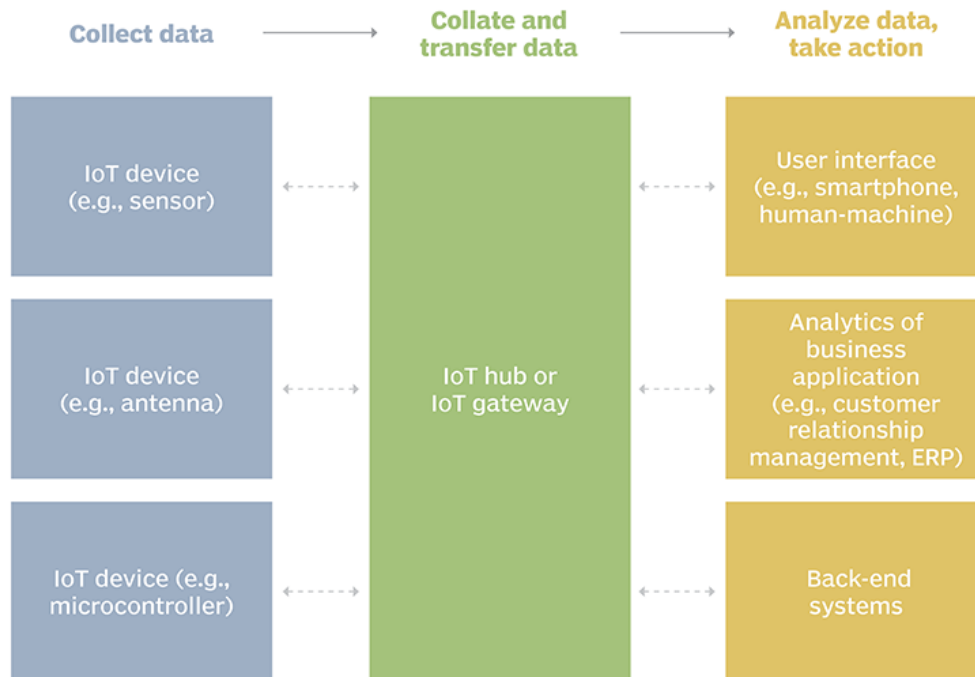 Collect data
Collate and
transfer data
Analyze data,
take action
IoT device
(e.g., sensor)
IoT device
(e.g., antenna)
IoT device (e.g.,
microcontroller)
IoT hub or
IoT gateway
User interface
(e.g., smartphone,
human-machine)
Analytics of
business
application
(e.g., customer
relationship
management, ERP)
Back-end
systems